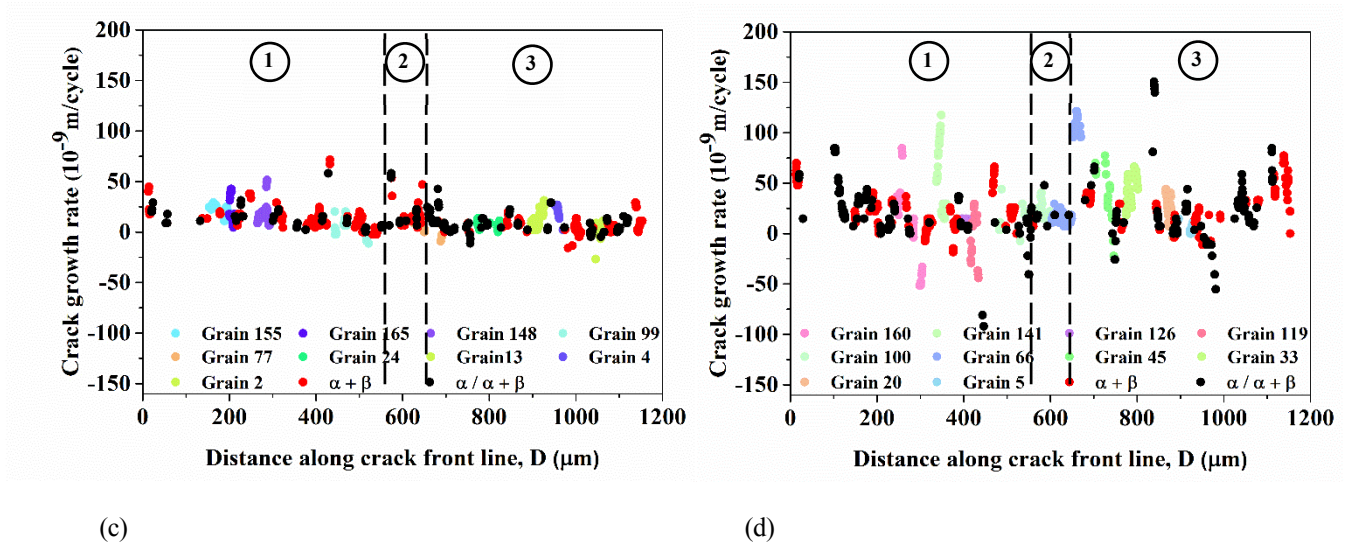 Crack growth rate (10⁻⁹ m/cycle)
200
150
100
50
0
-50
-100
-150
1
2
3
Grain 155 Grain 165 Grain 148 Grain 99
Grain 77 Grain 24 Grain13 Grain 4
Grain 2 α + β α / α + β
0 200 400 600 800 1000 1200
Distance along crack front line, D (μm)
(c)
Crack growth rate (10⁻⁹ m/cycle)
200
150
100
50
0
-50
-100
-150
1
2
3
Grain 160 Grain 141 Grain 126 Grain 119
Grain 100 Grain 66 Grain 45 Grain 33
Grain 20 Grain 5 α + β α / α + β
0 200 400 600 800 1000 1200
Distance along crack front line, D (μm)
(d)